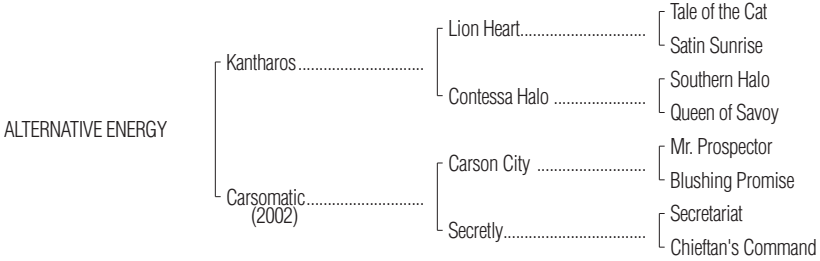 Tale of the Cat
Lion Heart..............................
Satin Sunrise
Kantharos.............................
Southern Halo
Contessa Halo ......................
Queen of Savoy
ALTERNATIVE ENERGY
Mr. Prospector
Carson City ..........................
Blushing Promise
Carsomatic...........................
(2002)
Secretariat
Secretly..................................
Chieftan's Command